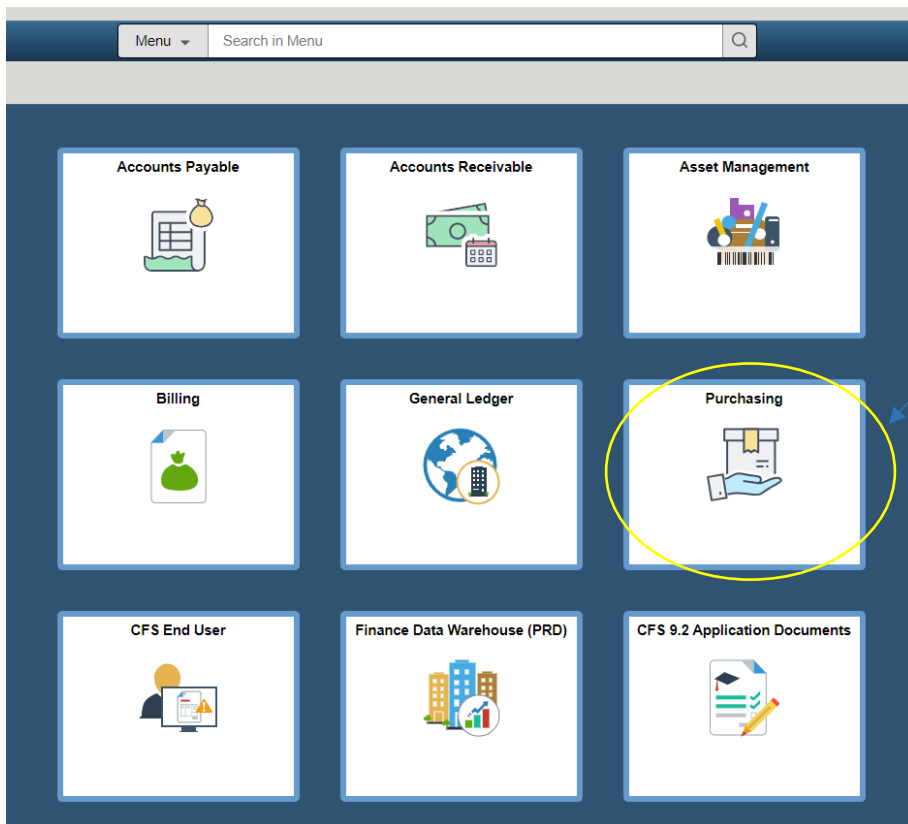 Menu
Search in Menu
Accounts Payable
Accounts Receivable
Asset Management
Billing
General Ledger
Purchasing
CFS End User
Finance Data Warehouse (PRD)
CFS 9.2 Application Documents